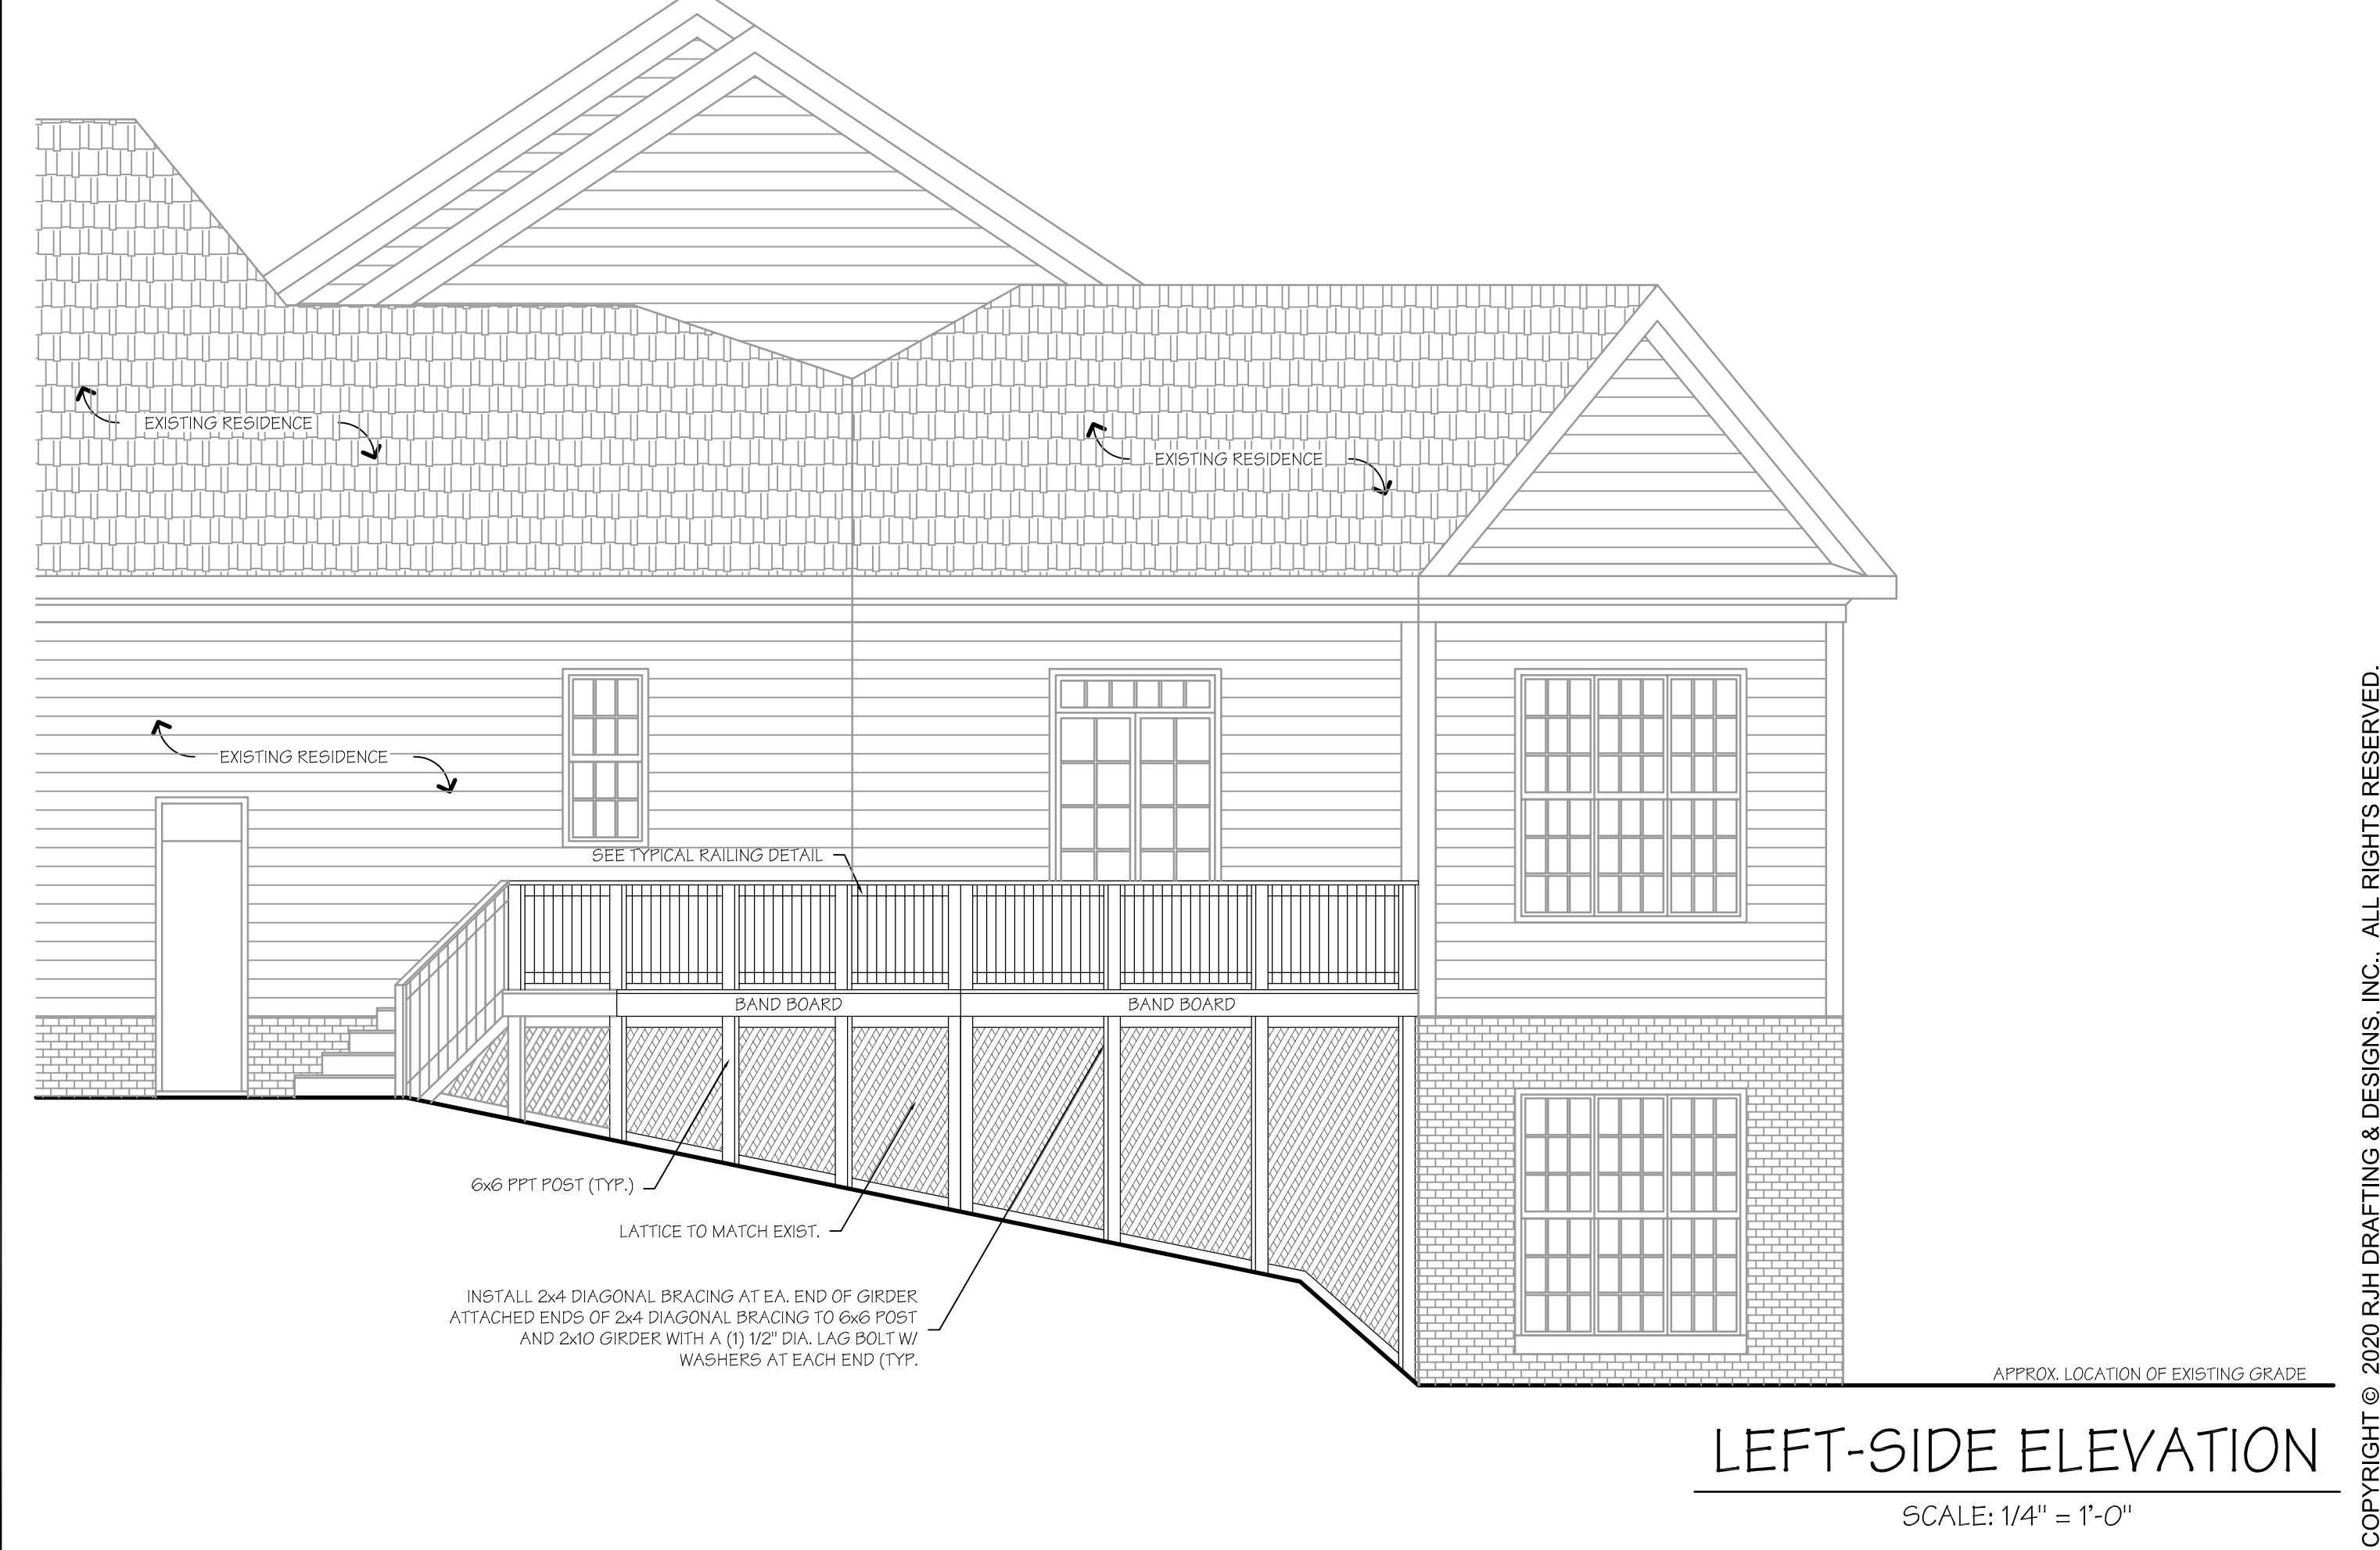 EXISTING RESIDENCE
EXISTING RESIDENCE
EXISTING RESIDENCE
SEE TYPICAL RAILING DETAIL
BAND BOARD
BAND BOARD
6x6 PPT POST (TYP.)
LATTICE TO MATCH EXIST.
INSTALL 2x4 DIAGONAL BRACING AT EA. END OF GIRDER
ATTACHED ENDS OF 2x4 DIAGONAL BRACING TO 6x6 POST
AND 2x10 GIRDER WITH A (1) 1/2" DIA. LAG BOLT W/
WASHERS AT EACH END (TYP.
APPROX. LOCATION OF EXISTING GRADE
LEFT-SIDE ELEVATION
SCALE: 1/4" = 1'-0"
COPYRIGHT © 2020 RJH DRAFTING & DESIGNS, INC., ALL RIGHTS RESERVED.